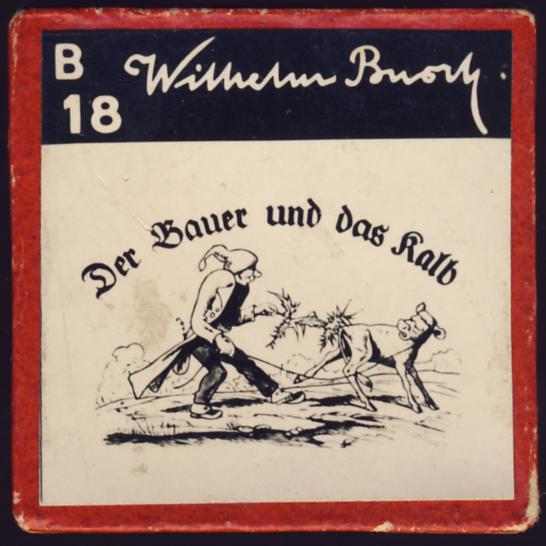 B
18
Wilhelm Busch.
Der Bauer und das Kalb